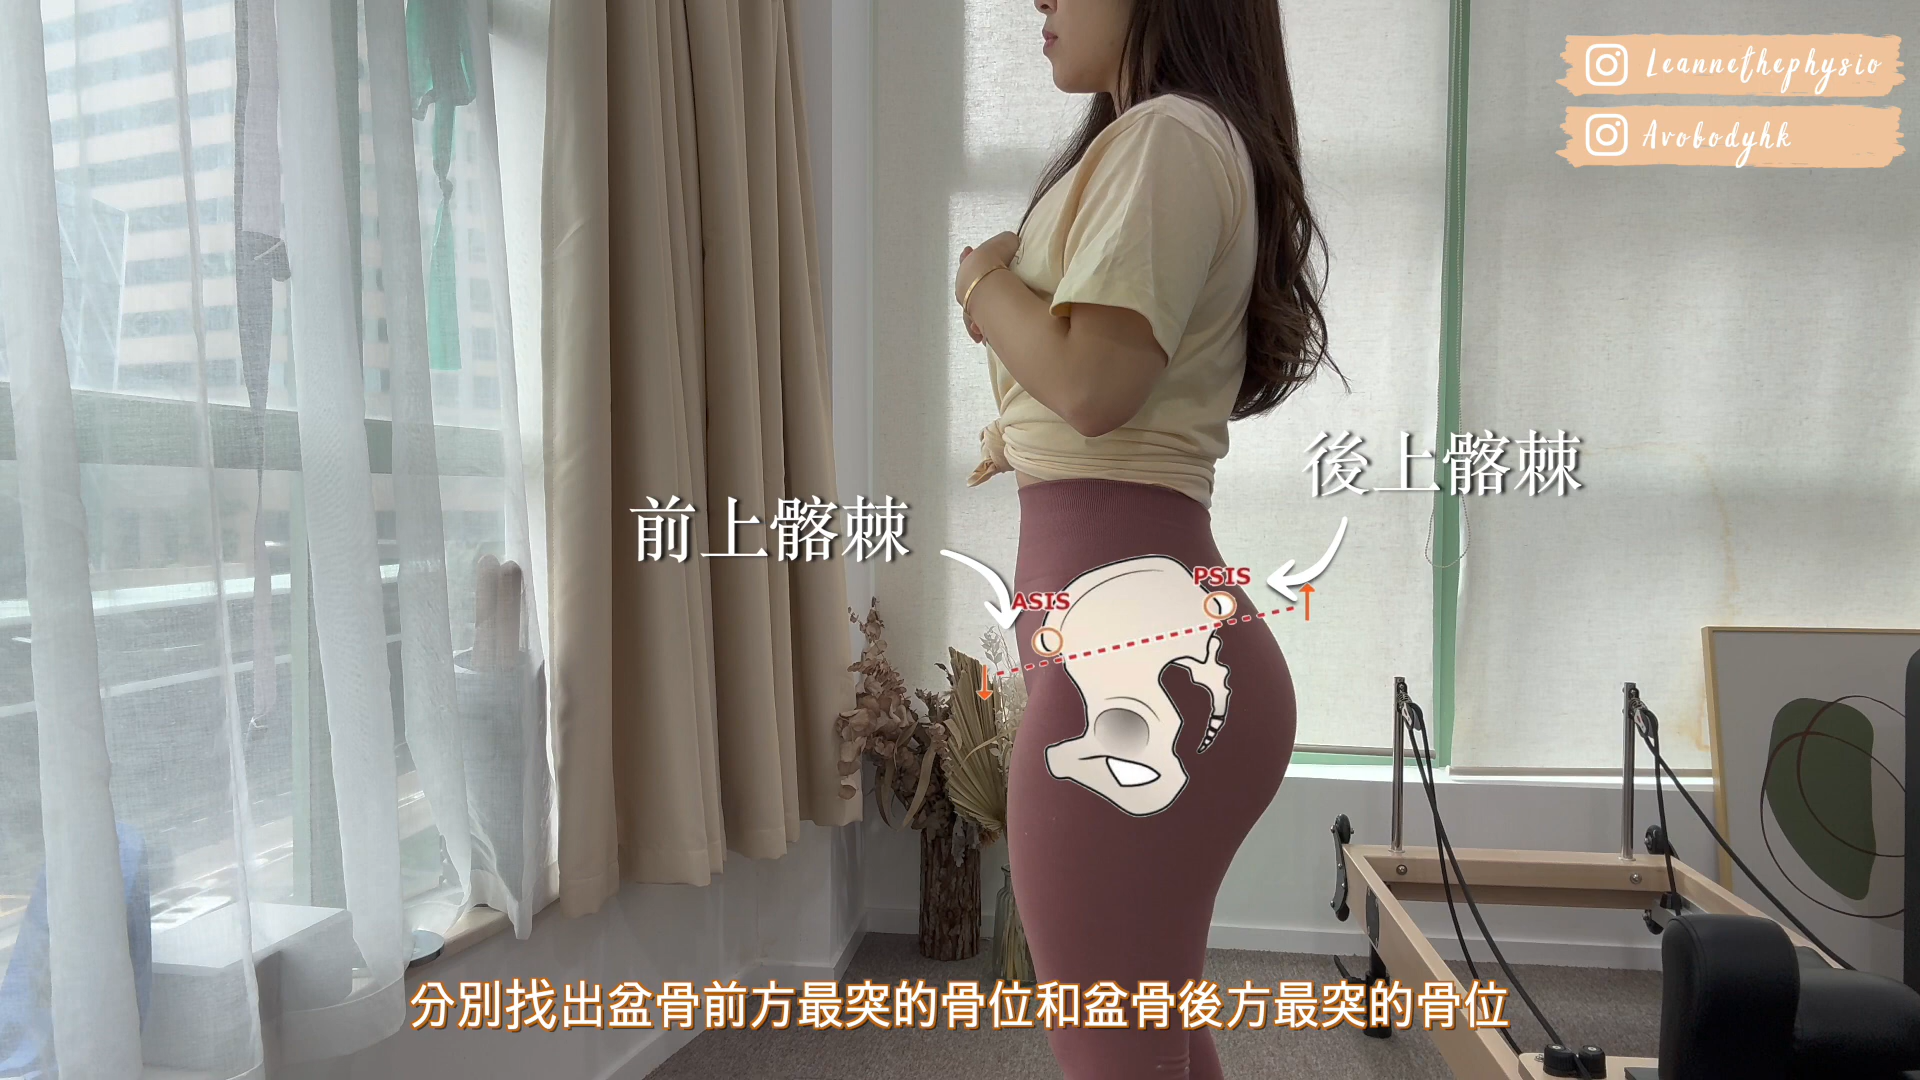 Leannethephysio
Avobodyhk
後上髂棘
前上髂棘
PSIS
ASIS
分別找出盆骨前方最突的骨位和盆骨後方最突的骨位